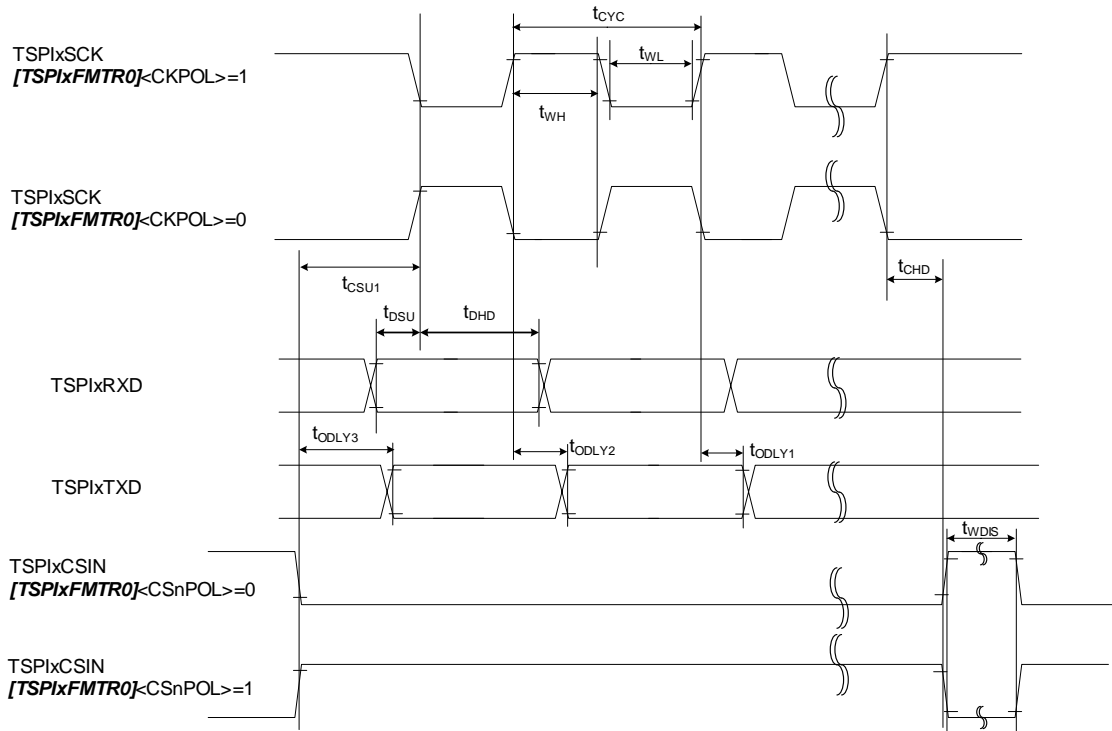 tCYC
TSPIxSCK
[TSPIxFMTR0]<CKPOL>=1
tWL
tWH
TSPIxSCK
[TSPIxFMTR0]<CKPOL>=0
tCHD
tCSU1
tDSU
tDHD
TSPIxRXD
tODLY3
tODLY2
tODLY1
TSPIxTXD
tWDIS
TSPIxCSIN
[TSPIxFMTR0]<CSnPOL>=0
TSPIxCSIN
[TSPIxFMTR0]<CSnPOL>=1